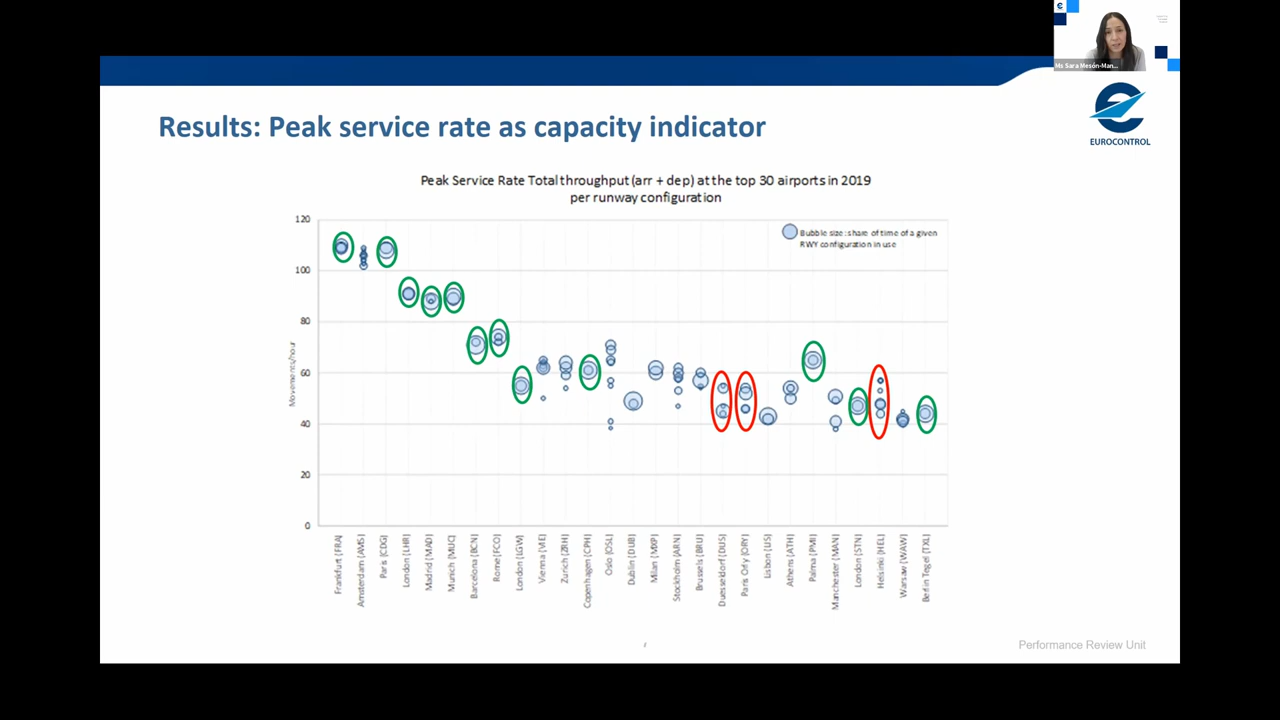 Ms Sara Mesón-Man...
EUROCONTROL
Results: Peak service rate as capacity indicator
Peak Service Rate Total throughput (arr + dep) at the top 30 airports in 2019
per runway configuration
Bubble size: share of time of a given
RWY configuration in use
Movements/hour
120
100
80
60
40
20
0
Frankfurt (FRA)
Amsterdam (AMS)
Paris (CDG)
London (LHR)
Madrid (MAD)
Munich (MUC)
Barcelona (BCN)
Rome (FCO)
London (LGW)
Vienna (VIE)
Zurich (ZRH)
Copenhagen (CPH)
Oslo (OSL)
Dublin (DUB)
Milan (MXP)
Stockholm (ARN)
Brussels (BRU)
Duesseldorf (DUS)
Paris Orly (ORY)
Lisbon (LIS)
Athens (ATH)
Palma (PMI)
Manchester (MAN)
London (STN)
Helsinki (HEL)
Warsaw (WAW)
Berlin Tegel (TXL)
Performance Review Unit